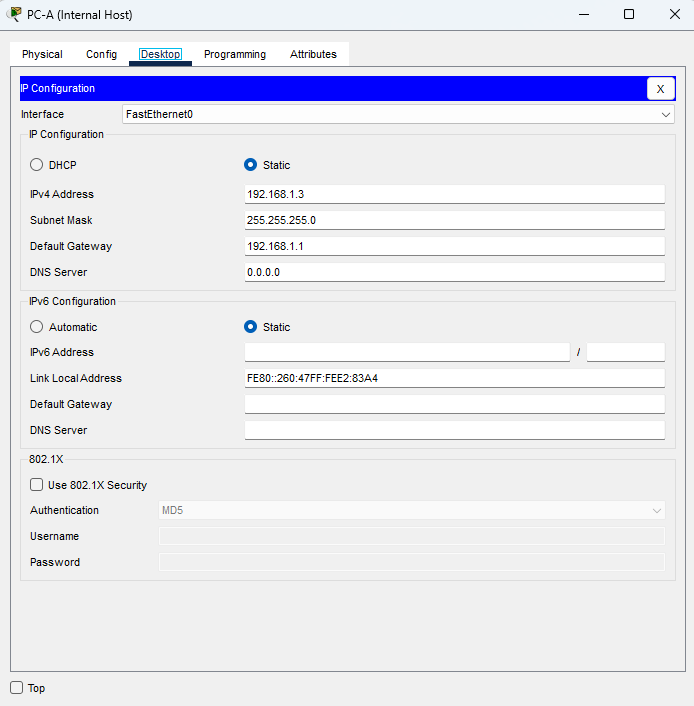 PC-A (Internal Host)
Physical Config Desktop Programming Attributes
IP Configuration X
Interface FastEthernet0
IP Configuration
DHCP Static
IPv4 Address 192.168.1.3
Subnet Mask 255.255.255.0
Default Gateway 192.168.1.1
DNS Server 0.0.0.0
IPv6 Configuration
Automatic Static
IPv6 Address /
Link Local Address FE80::260:47FF:FEE2:83A4
Default Gateway
DNS Server
802.1X
Use 802.1X Security
Authentication MD5
Username
Password
Top